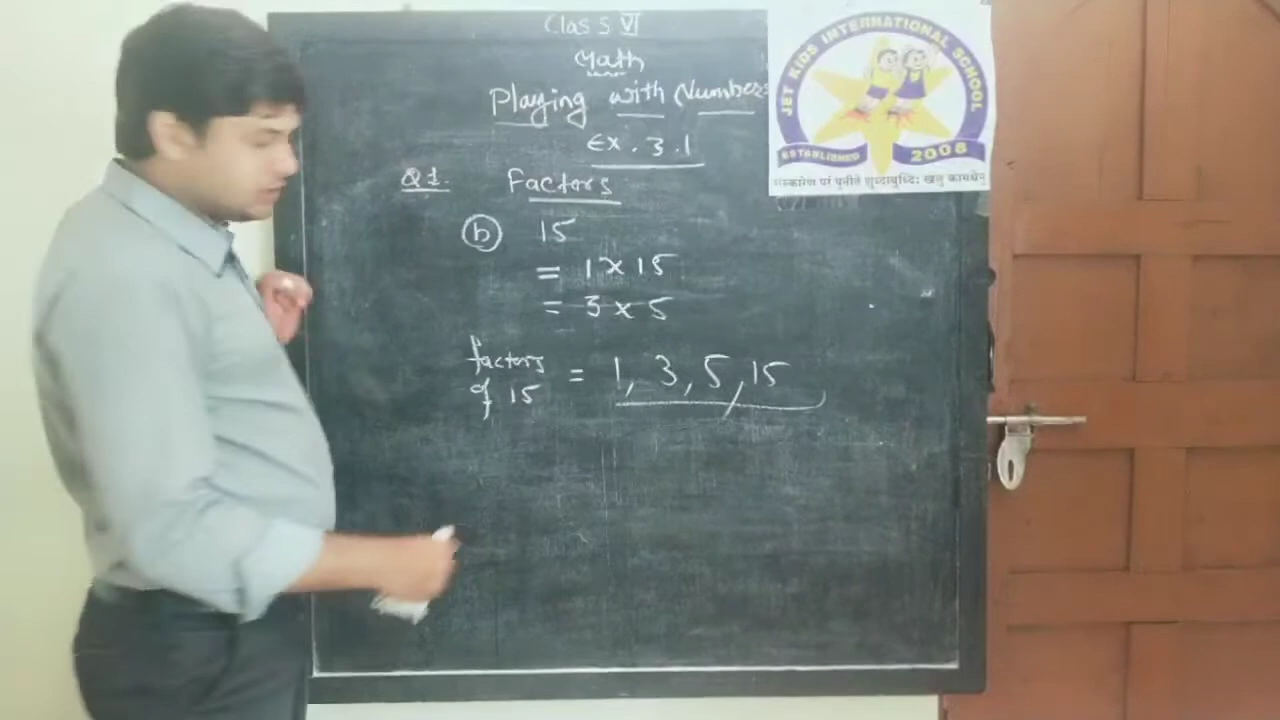 Class VI
Math
Playing with Numbers
Ex. 3.1
Q1. Factors
(b) 15
= 1 × 15
= 3 × 5
factors
of 15 = 1, 3, 5, 15
JET KIDS INTERNATIONAL SCHOOL
ESTABLISHED 2008